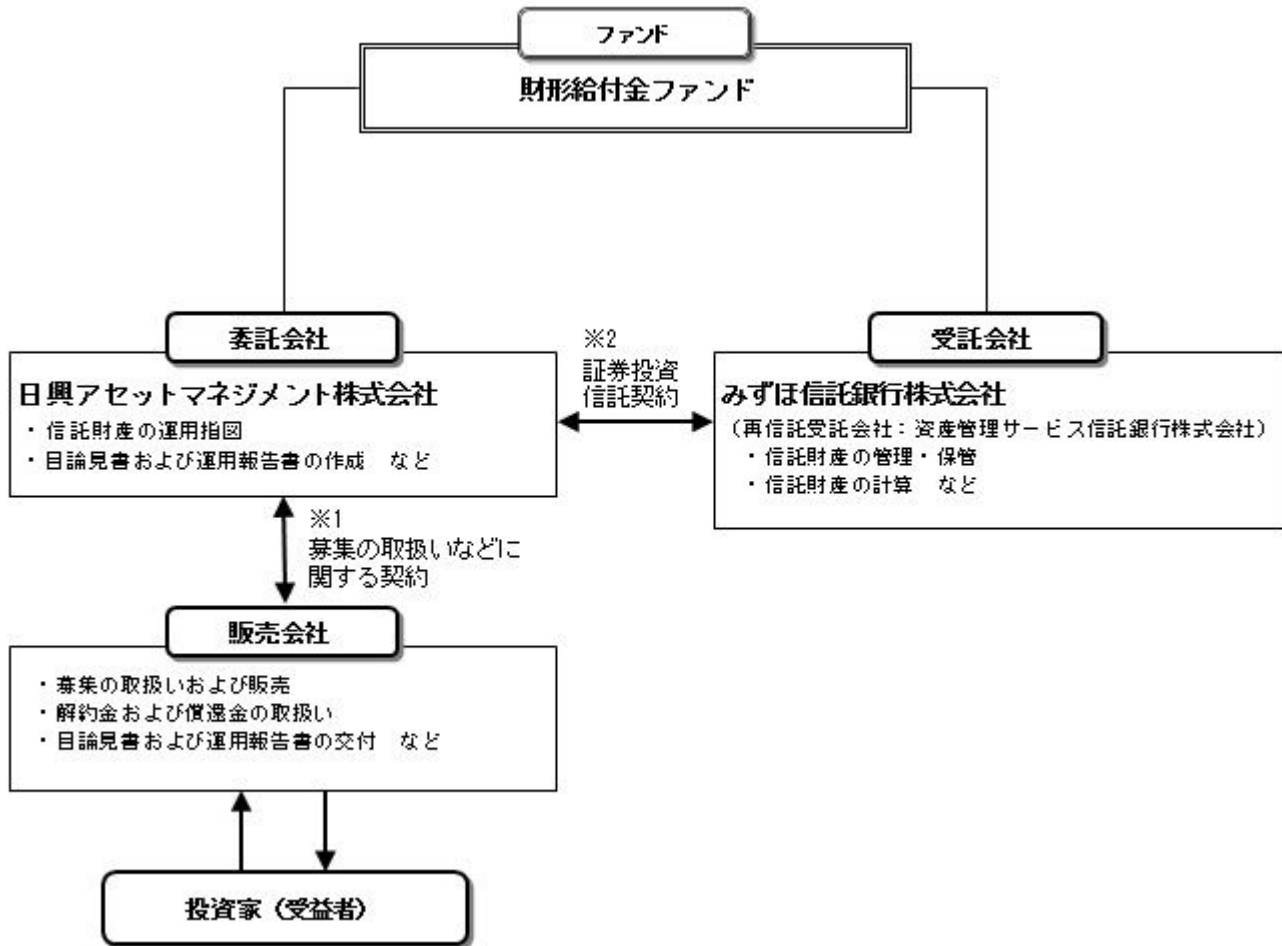 ファンド
財形給付金ファンド
委託会社
日興アセットマネジメント株式会社
・信託財産の運用指図
・目論見書および運用報告書の作成　など
※2
証券投資
信託契約
受託会社
みずほ信託銀行株式会社
（再信託受託会社：資産管理サービス信託銀行株式会社）
・信託財産の管理・保管
・信託財産の計算　など
※1
募集の取扱いなどに
関する契約
販売会社
・募集の取扱いおよび販売
・解約金および償還金の取扱い
・目論見書および運用報告書の交付　など
投資家（受益者）